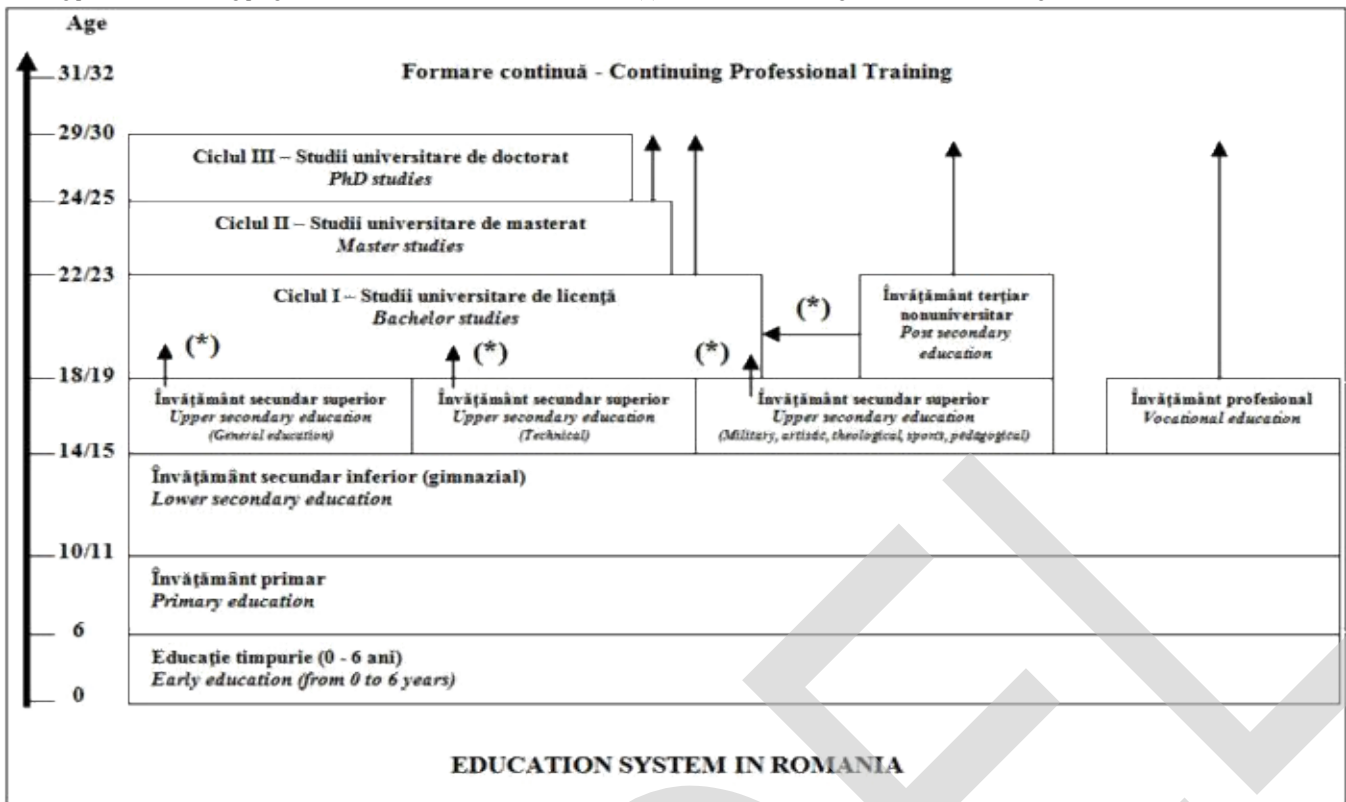 Age
31/32
Formare continuă - Continuing Professional Training
29/30
Ciclul III – Studii universitare de doctorat
PhD studies
24/25
Ciclul II – Studii universitare de masterat
Master studies
22/23
Ciclul I – Studii universitare de licență
Bachelor studies
Învățământ terțiar
nonuniversitar
Post secondary
education
(*)
(*)
(*)
(*)
18/19
Învățământ secundar superior
Upper secondary education
(General education)
Învățământ secundar superior
Upper secondary education
(Technical)
Învățământ secundar superior
Upper secondary education
(Military, artistic, theological, sports, pedagogical)
Învățământ profesional
Vocational education
14/15
Învățământ secundar inferior (gimnazial)
Lower secondary education
10/11
Învățământ primar
Primary education
6
Educație timpurie (0 - 6 ani)
Early education (from 0 to 6 years)
0
EDUCATION SYSTEM IN ROMANIA